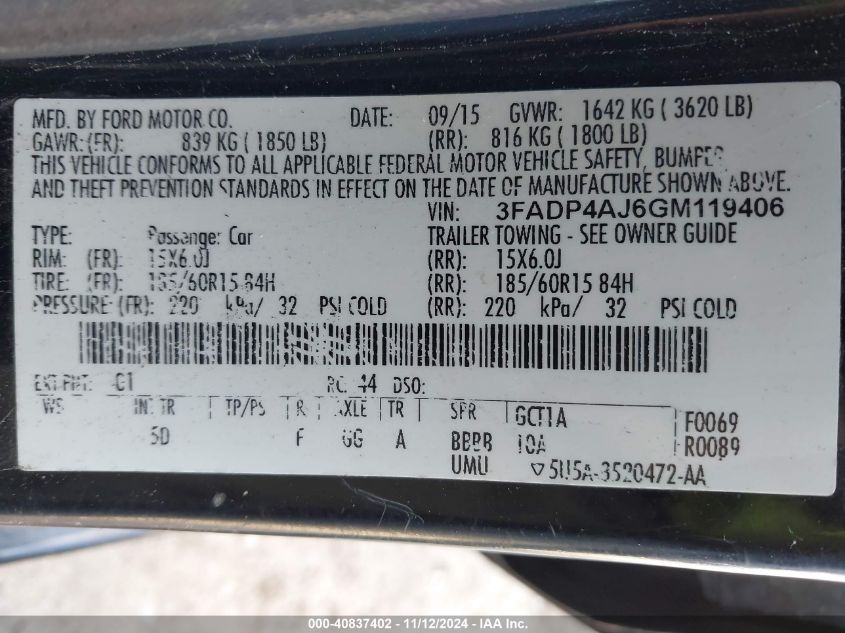 MFD. BY FORD MOTOR CO. DATE: 09/15 GVWR: 1642 KG ( 3620 LB)
GAWR:(FR): 839 KG ( 1850 LB) (RR): 816 KG ( 1800 LB)
THIS VEHICLE CONFORMS TO ALL APPLICABLE FEDERAL MOTOR VEHICLE SAFETY, BUMPER
AND THEFT PREVENTION STANDARDS IN EFFECT ON THE DATE OF MANUFACTURE SHOWN ABOVE.
VIN: 3FADP4AJ6GM119406
TYPE: Passenger Car TRAILER TOWING - SEE OWNER GUIDE
RIM: (FR): 15X6.0J (RR): 15X6.0J
TIRE: (FR): 185/60R15 84H (RR): 185/60R15 84H
PRESSURE: (FR): 220 kPa/ 32 PSI COLD (RR): 220 kPa/ 32 PSI COLD
EXT PNT: RC: 44 DSO:
WS INT TR TP/PS R AXLE TR SPR GCT1A F0069
5D F GG A BBBB 10A R0089
UMU 5U5A-3520472-AA
000-40837402 - 11/12/2024 - IAA Inc.